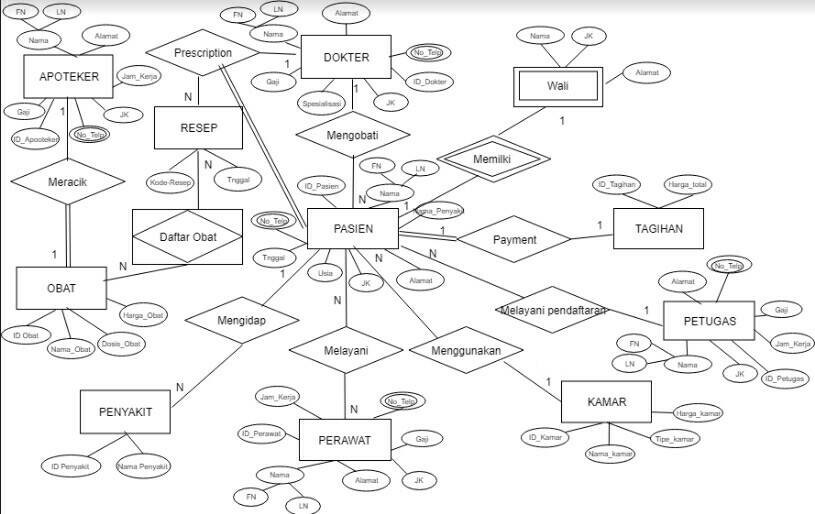 FN
LN
Nama
Alamat
APOTEKER
Jam_Kerja
Gaji
ID_Apooteker
No_Telp
JK
1
Meracik
1
OBAT
ID Obat
Nama_Obat
Dosis_Obat
Harga_Obat
N
Daftar Obat
N
Kode-Resep
Tnggal
RESEP
N
Prescription
1
FN
LN
Nama
Alamat
DOKTER
No_Telp
ID_Dokter
JK
Spesialisasi
Gaji
1
Mengobati
N
Nama
JK
Wali
Alamat
1
Memilki
1
ID_Pasien
FN
LN
Nama
PASIEN
No_Telp
Tnggal
Usia
JK
Alamat
1
Payment
1
ID_Tagihan
Harga_total
TAGIHAN
N
Melayani pendaftaran
1
Alamat
No_Telp
PETUGAS
Gaji
Jam_Kerja
ID_Petugas
JK
Nama
FN
LN
1
Mengidap
N
PENYAKIT
ID Penyakit
Nama Penyakit
N
Melayani
N
Jam_Kerja
No_Telp
ID_Perawat
PERAWAT
Gaji
JK
Alamat
Nama
FN
LN
N
Menggunakan
1
KAMAR
Harga_kamar
Tipe_kamar
Nama_kamar
ID_Kamar